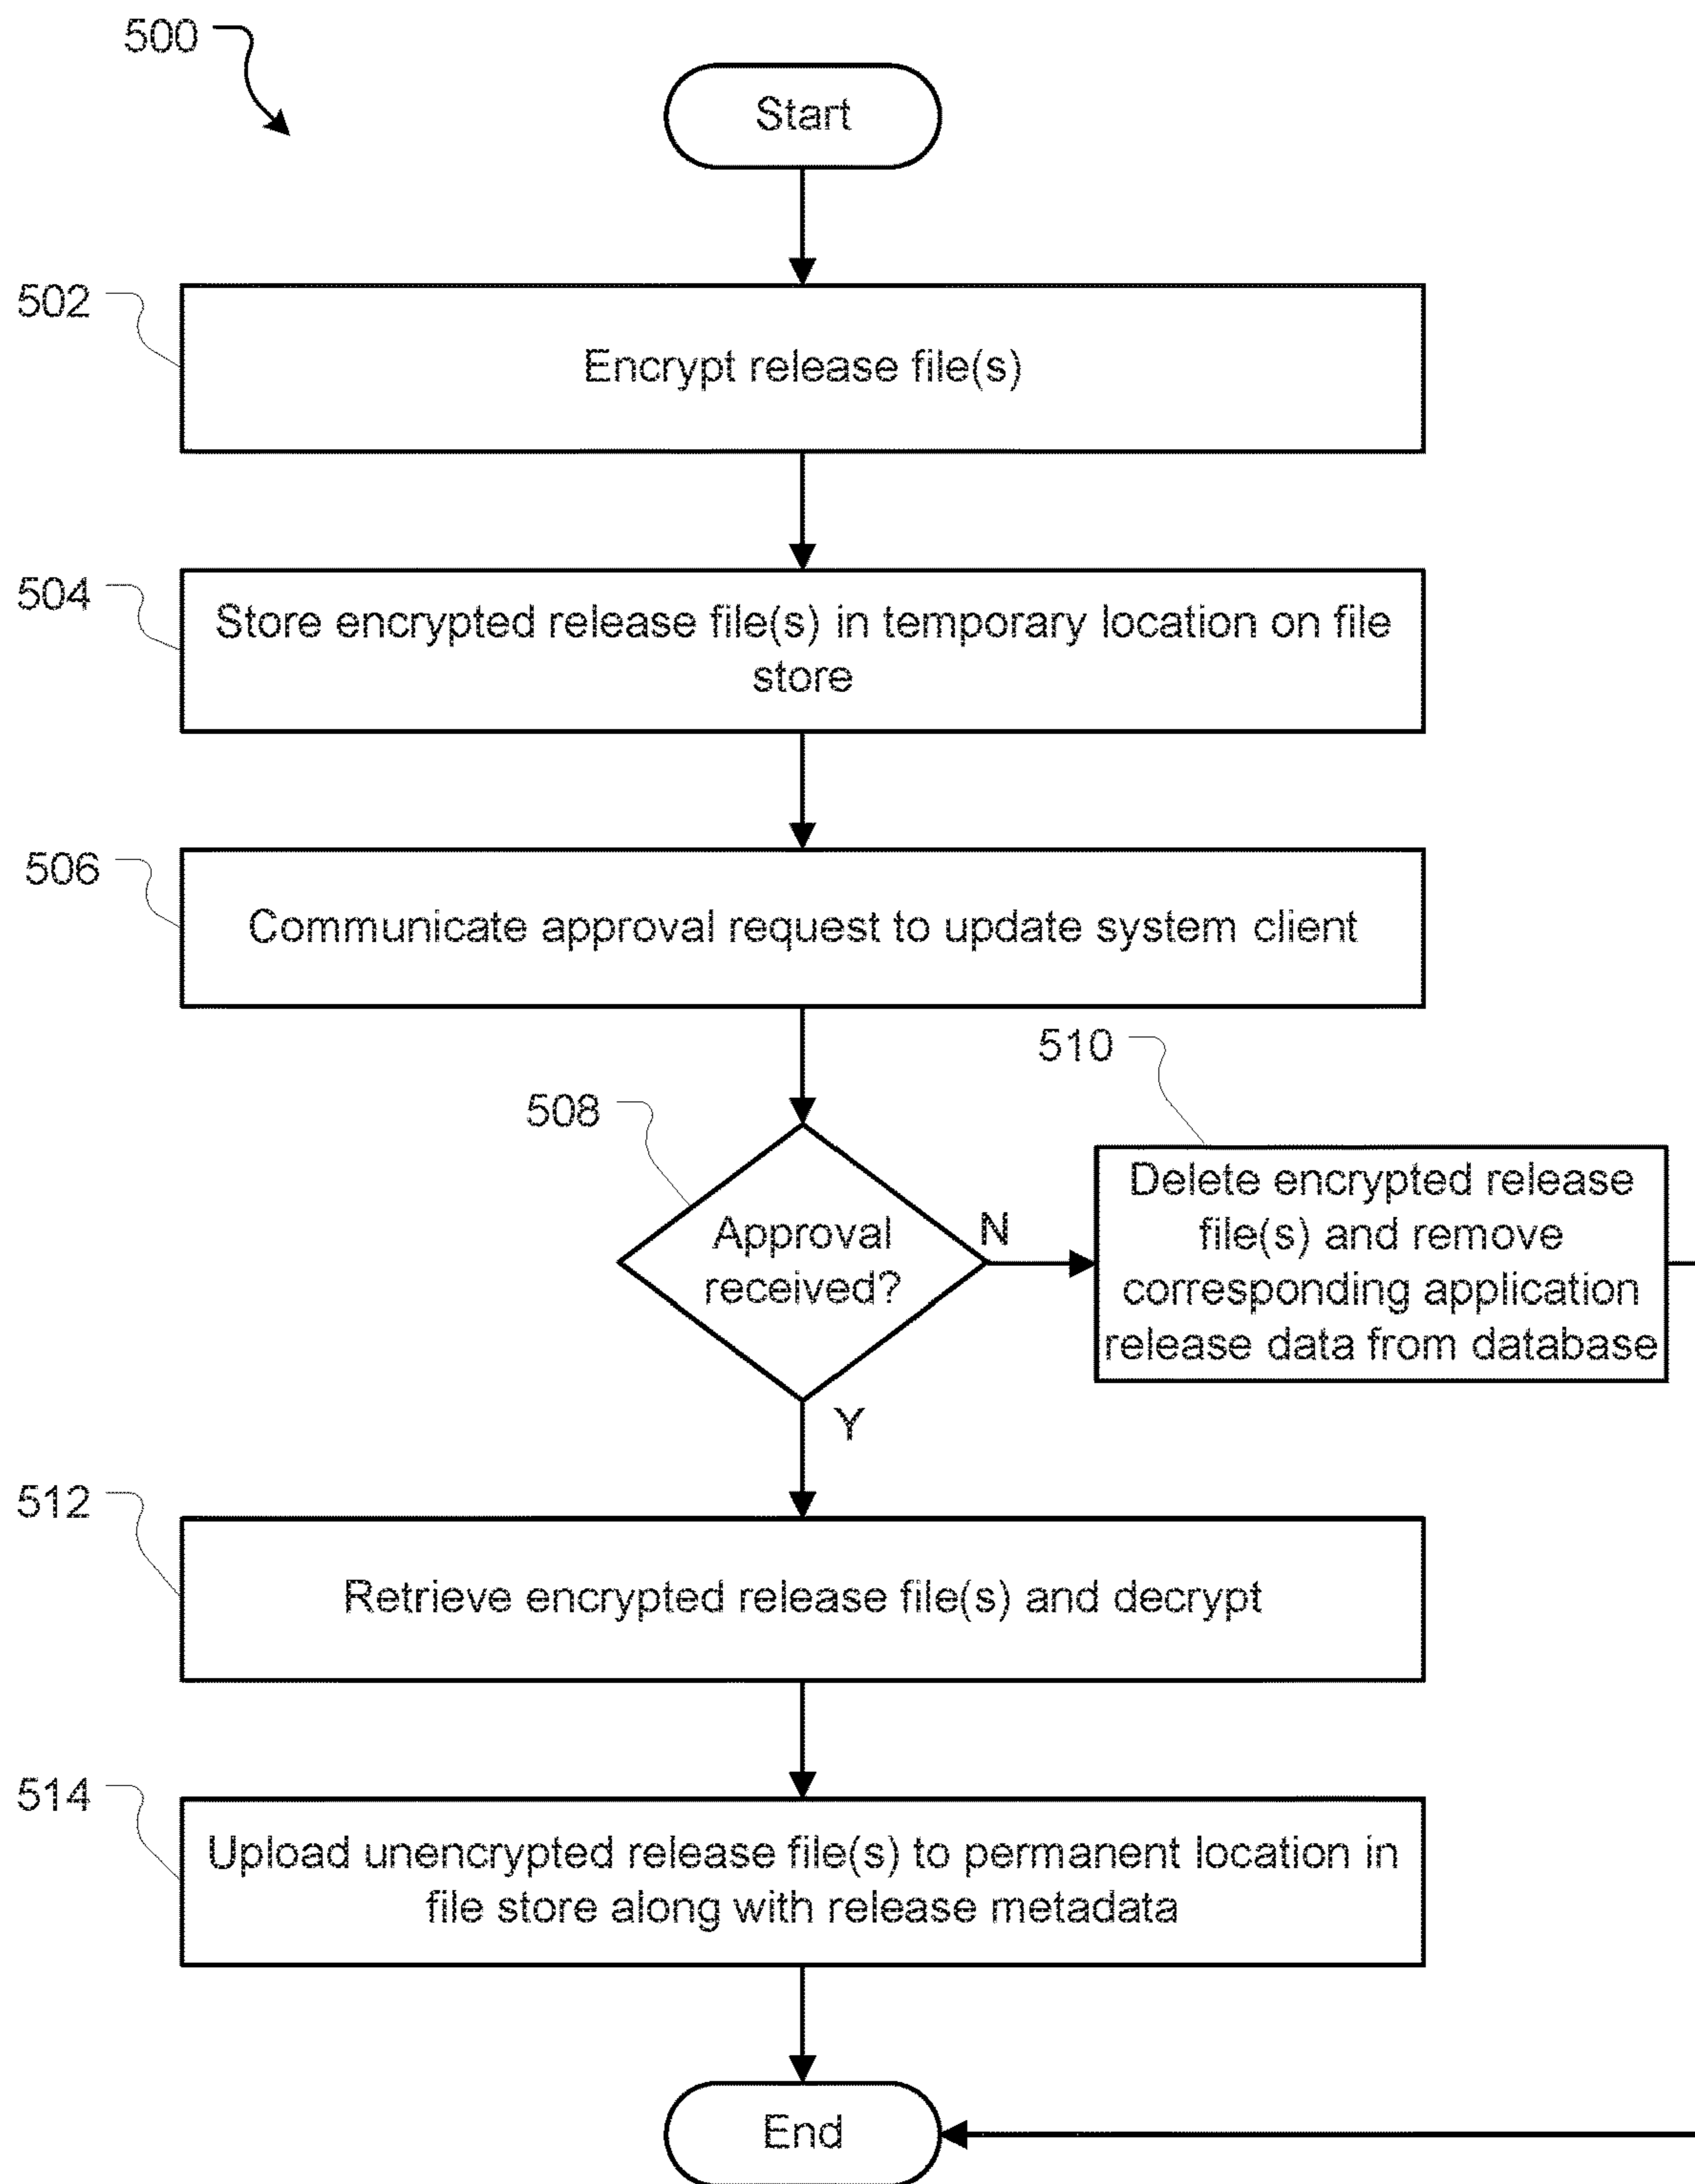 500
Start
502
Encrypt release file(s)
504
Store encrypted release file(s) in temporary location on file
store
506
Communicate approval request to update system client
508
Approval
received?
N
510
Delete encrypted release
file(s) and remove
corresponding application
release data from database
Y
512
Retrieve encrypted release file(s) and decrypt
514
Upload unencrypted release file(s) to permanent location in
file store along with release metadata
End